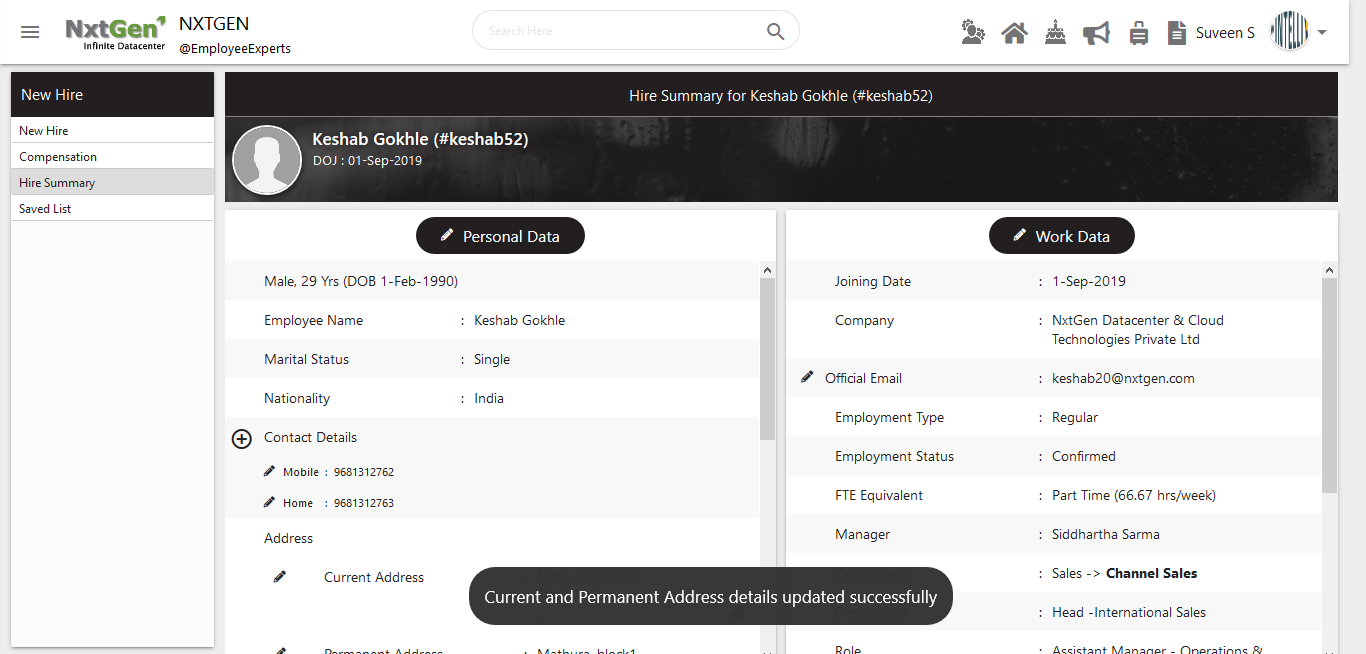 NxtGen
Infinite Datacenter
NXTGEN
@EmployeeExperts
Search Here
Suveen S
INTELLI
New Hire
New Hire
Compensation
Hire Summary
Saved List
Hire Summary for Keshab Gokhle (#keshab52)
Keshab Gokhle (#keshab52)
DOJ : 01-Sep-2019
Personal Data
Male, 29 Yrs (DOB 1-Feb-1990)
Employee Name : Keshab Gokhle
Marital Status : Single
Nationality : India
Contact Details
Mobile : 9681312762
Home : 9681312763
Address
Current Address
Permanent Address : Mathura, block1
Work Data
Joining Date : 1-Sep-2019
Company : NxtGen Datacenter & Cloud
Technologies Private Ltd
Official Email : keshab20@nxtgen.com
Employment Type : Regular
Employment Status : Confirmed
FTE Equivalent : Part Time (66.67 hrs/week)
Manager : Siddhartha Sarma
: Sales -> Channel Sales
: Head -International Sales
Role : Assistant Manager - Operations &
Current and Permanent Address details updated successfully